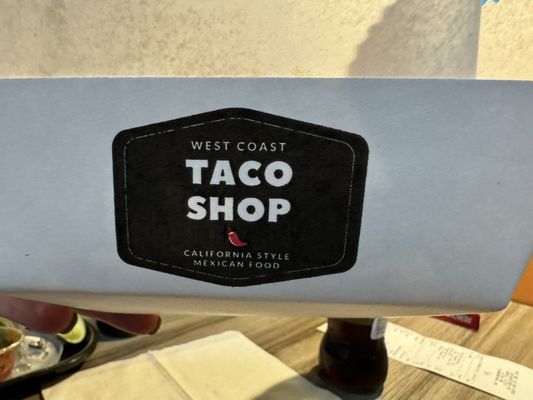 WEST COAST
TACO
SHOP
CALIFORNIA STYLE
MEXICAN FOOD